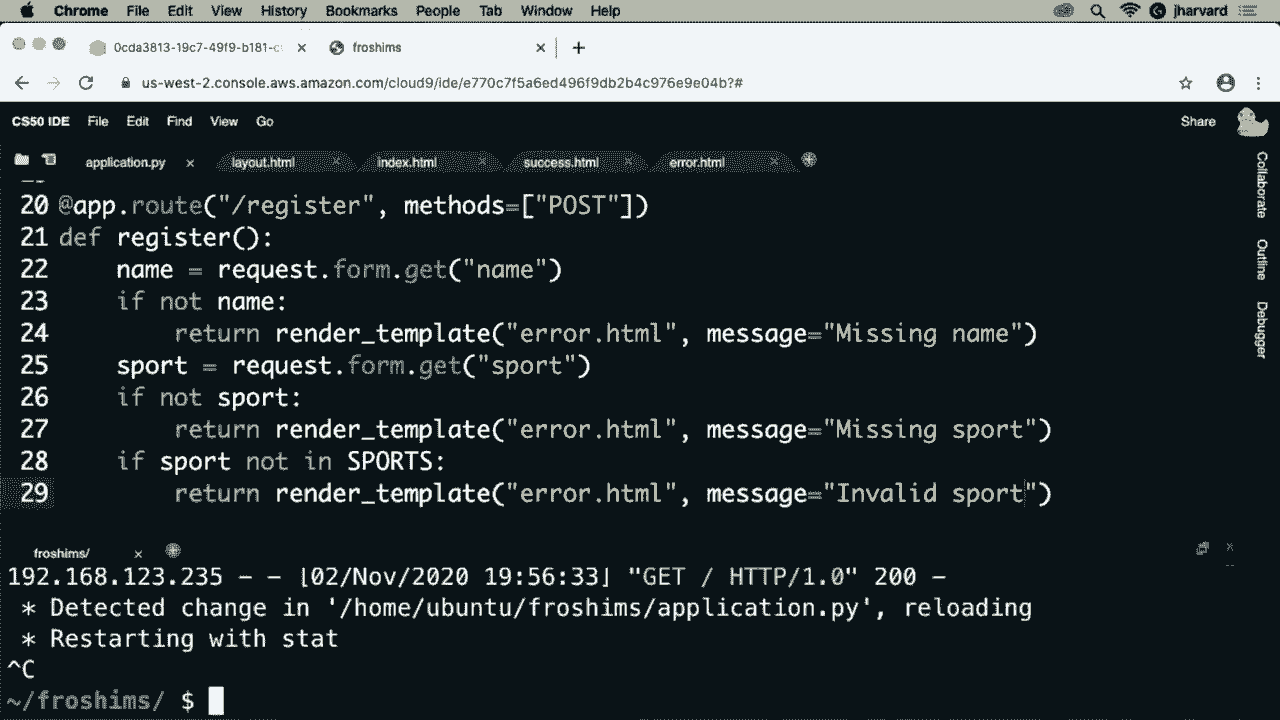 Chrome File Edit View History Bookmarks People Tab Window Help jharvard
0cda3813-19c7-49f9-b181-c froshims
us-west-2.console.aws.amazon.com/cloud9/ide/e770c7f5a6ed496f9db2b4c976e9e04b?#
CS50 IDE File Edit Find View Go Share
application.py layout.html index.html success.html error.html
20 @app.route("/register", methods=["POST"])
21 def register():
22 name = request.form.get("name")
23 if not name:
24 return render_template("error.html", message="Missing name")
25 sport = request.form.get("sport")
26 if not sport:
27 return render_template("error.html", message="Missing sport")
28 if sport not in SPORTS:
29 return render_template("error.html", message="Invalid sport")
Collaborate
Outline
Debugger
froshims/
192.168.123.235 - - [02/Nov/2020 19:56:33] "GET / HTTP/1.0" 200 -
* Detected change in '/home/ubuntu/froshims/application.py', reloading
* Restarting with stat
^C
~/froshims/ $